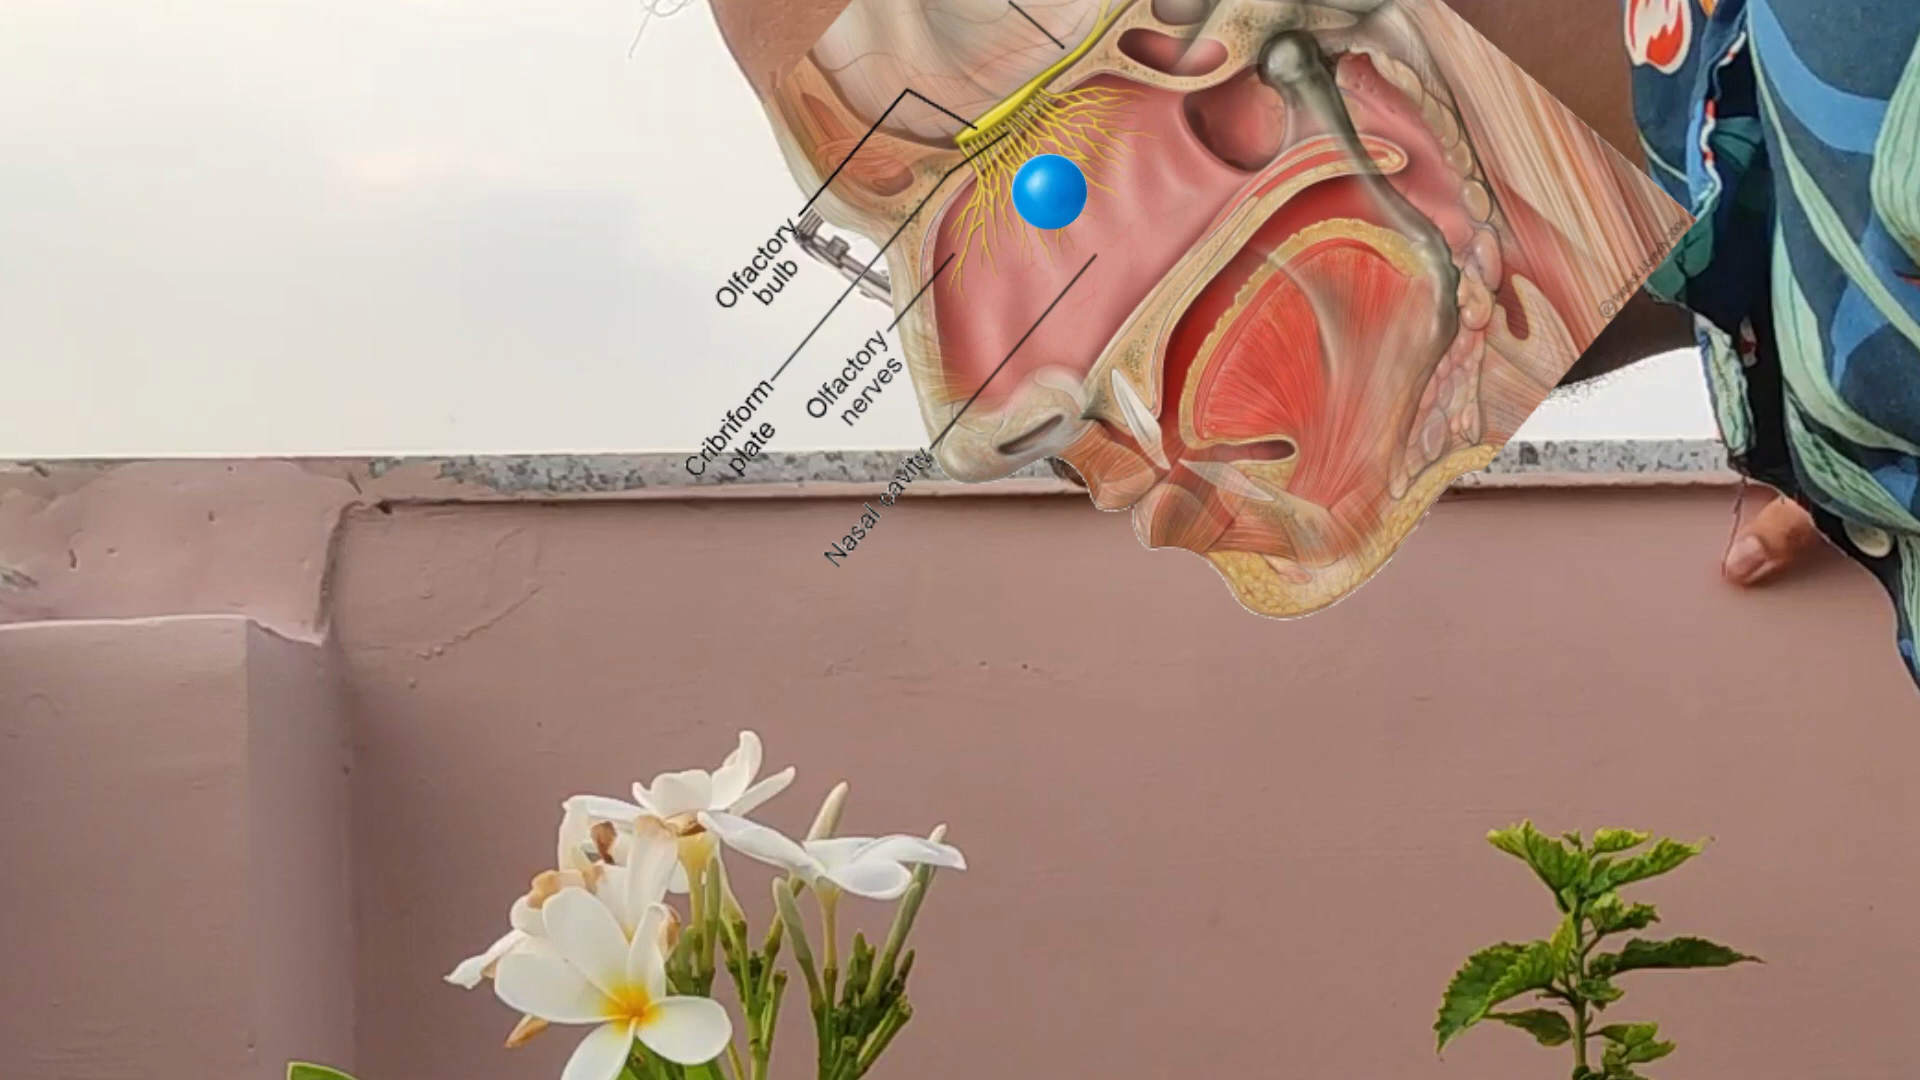 Olfactory
bulb
Cribriform
plate
Olfactory
nerves
Nasal cavity